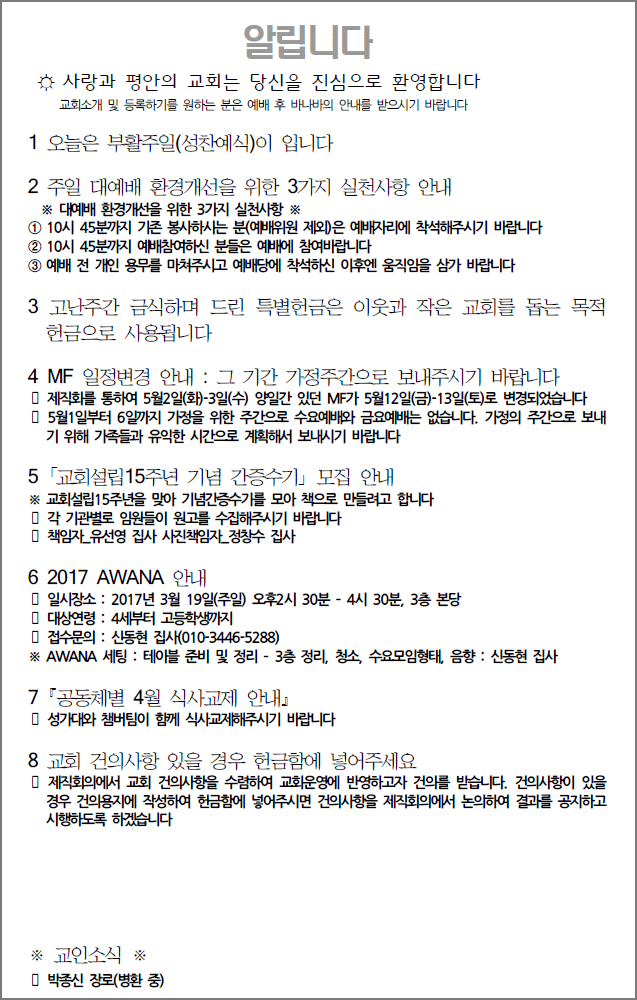 알립니다
☼ 사랑과 평안의 교회는 당신을 진심으로 환영합니다
교회소개 및 등록하기를 원하는 분은 예배 후 바나바의 안내를 받으시기 바랍니다
1 오늘은 부활주일(성찬예식)이 입니다
2 주일 대예배 환경개선을 위한 3가지 실천사항 안내
※ 대예배 환경개선을 위한 3가지 실천사항 ※
① 10시 45분까지 기존 봉사하시는 분(예배위원 제외)은 예배자리에 착석해주시기 바랍니다
② 10시 45분까지 예배참여하신 분들은 예배에 참여바랍니다
③ 예배 전 개인 용무를 마쳐주시고 예배당에 착석하신 이후엔 움직임을 삼가 바랍니다
3 고난주간 금식하며 드린 특별헌금은 이웃과 작은 교회를 돕는 목적
헌금으로 사용됩니다
4 MF 일정변경 안내 : 그 기간 가정주간으로 보내주시기 바랍니다
▯ 제직회를 통하여 5월2일(화)-3일(수) 양일간 있던 MF가 5월12일(금)-13일(토)로 변경되었습니다
▯ 5월1일부터 6일까지 가정을 위한 주간으로 수요예배와 금요예배는 없습니다. 가정의 주간으로 보내
기 위해 가족들과 유익한 시간으로 계획해서 보내시기 바랍니다
5 「교회설립15주년 기념 간증수기」 모집 안내
※ 교회설립15주년을 맞아 기념간증수기를 모아 책으로 만들려고 합니다
▯ 각 기관별로 임원들이 원고를 수집해주시기 바랍니다
▯ 책임자_유선영 집사 사진책임자_정창수 집사
6 2017 AWANA 안내
▯ 일시장소 : 2017년 3월 19일(주일) 오후2시 30분 - 4시 30분, 3층 본당
▯ 대상연령 : 4세부터 고등학생까지
▯ 접수문의 : 신동현 집사(010-3446-5288)
※ AWANA 세팅 : 테이블 준비 및 정리 - 3층 정리, 청소, 수요모임형태, 음향 : 신동현 집사
7 『공동체별 4월 식사교제 안내』
▯ 성가대와 챔버팀이 함께 식사교제해주시기 바랍니다
8 교회 건의사항 있을 경우 헌금함에 넣어주세요
▯ 제직회의에서 교회 건의사항을 수렴하여 교회운영에 반영하고자 건의를 받습니다. 건의사항이 있을
경우 건의용지에 작성하여 헌금함에 넣어주시면 건의사항을 제직회의에서 논의하여 결과를 공지하고
시행하도록 하겠습니다
※ 교인소식 ※
▯ 박종신 장로(병환 중)